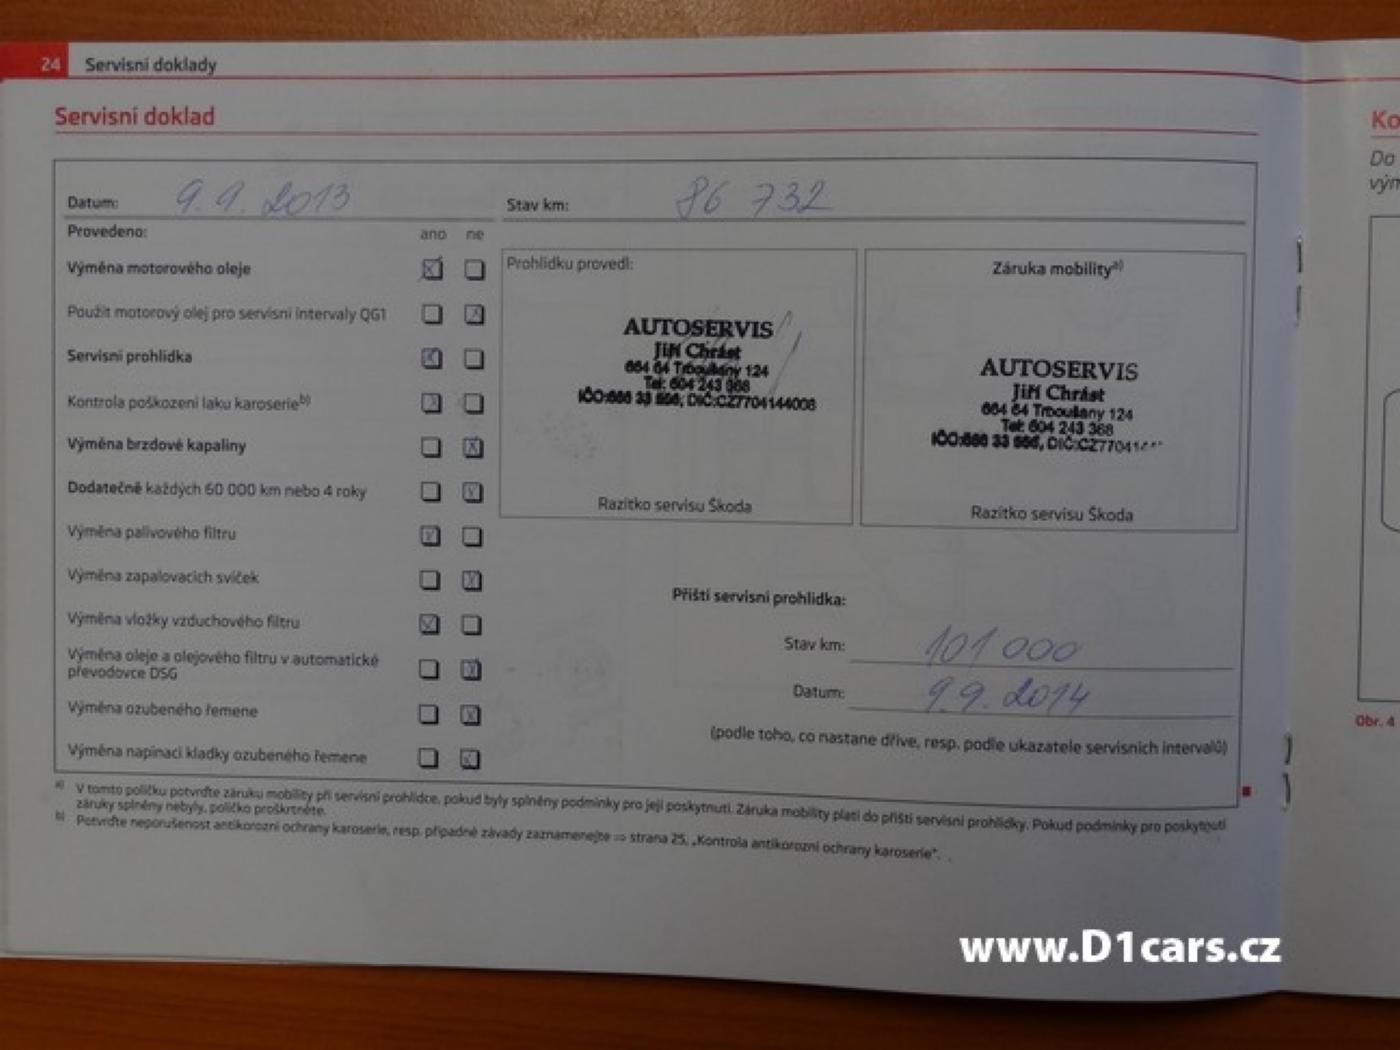 24 Servisní doklady
Servisní doklad
Datum: 9.9.2013
Stav km: 86 732
Provedeno: ano ne
Výměna motorového oleje
Použit motorový olej pro servisní intervaly QG1
Servisní prohlídka
Kontrola poškození laku karoserie b)
Výměna brzdové kapaliny
Dodatečně každých 60 000 km nebo 4 roky
Výměna palivového filtru
Výměna zapalovacích svíček
Výměna vložky vzduchového filtru
Výměna oleje a olejového filtru v automatické
převodovce DSG
Výměna ozubeného řemene
Výměna napínací kladky ozubeného řemene
Prohlídku provedl:
AUTOSERVIS
Jiří Chrást
664 64 Trboušany 124
Tel: 604 243 368
IČO: DIČ:CZ7704144008
Razítko servisu Škoda
Záruka mobility a)
AUTOSERVIS
Jiří Chrást
664 64 Trboušany 124
Tel: 604 243 368
IČO: DIČ:
Razítko servisu Škoda
Příští servisní prohlídka:
Stav km: 101 000
Datum: 9.9.2014
(podle toho, co nastane dříve, resp. podle ukazatele servisních intervalů)
a) V tomto políčku potvrďte záruku mobility při servisní prohlídce, pokud byly splněny podmínky pro její poskytnutí. Záruka mobility platí do příští servisní prohlídky. Pokud podmínky pro poskytnutí
záruky splněny nebyly, políčko proškrtněte.
b) Potvrďte neporušenost antikorozní ochrany karoserie, resp. případné závady zaznamenejte ⇒ strana 25, „Kontrola antikorozní ochrany karoserie“.
Ko
Do
vým
Obr. 4
www.D1cars.cz